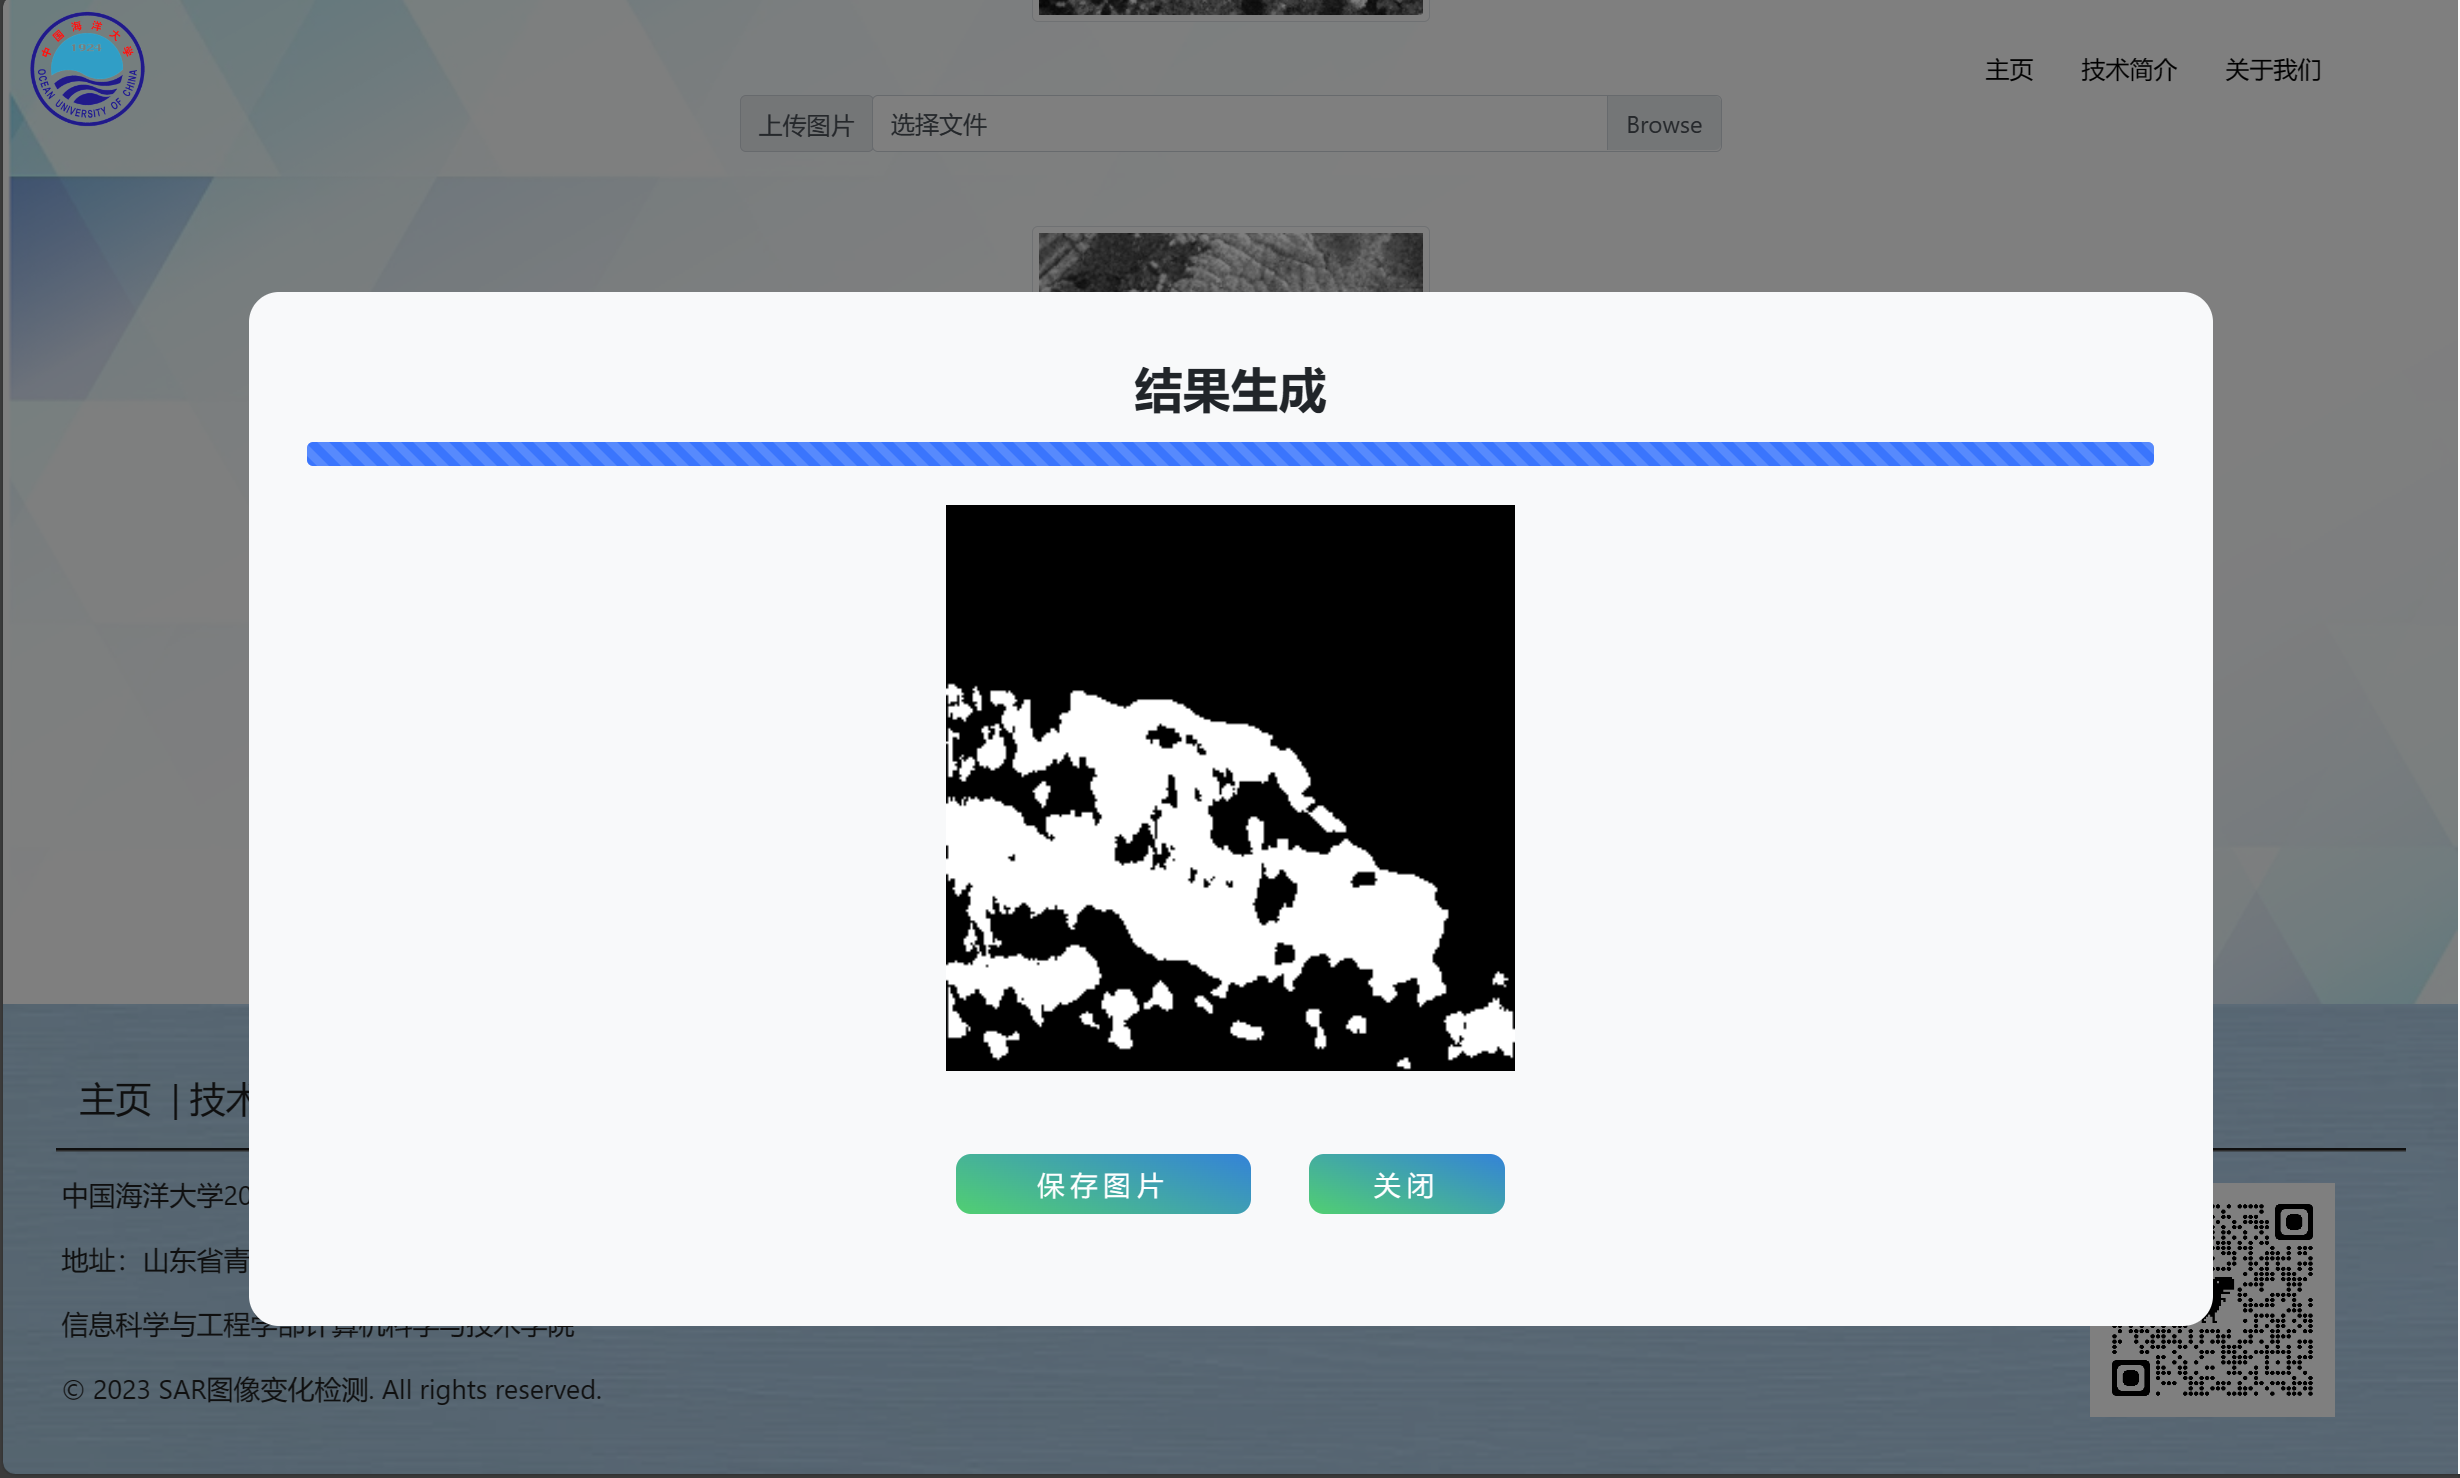 中国海洋大学
OCEAN UNIVERSITY OF CHINA
主页 技术简介 关于我们
上传图片 选择文件 Browse
结果生成
保存图片 关闭
主页 | 技术
中国海洋大学20
地址：山东省青
信息科学与工程学部计算机科学与技术学院
© 2023 SAR图像变化检测. All rights reserved.